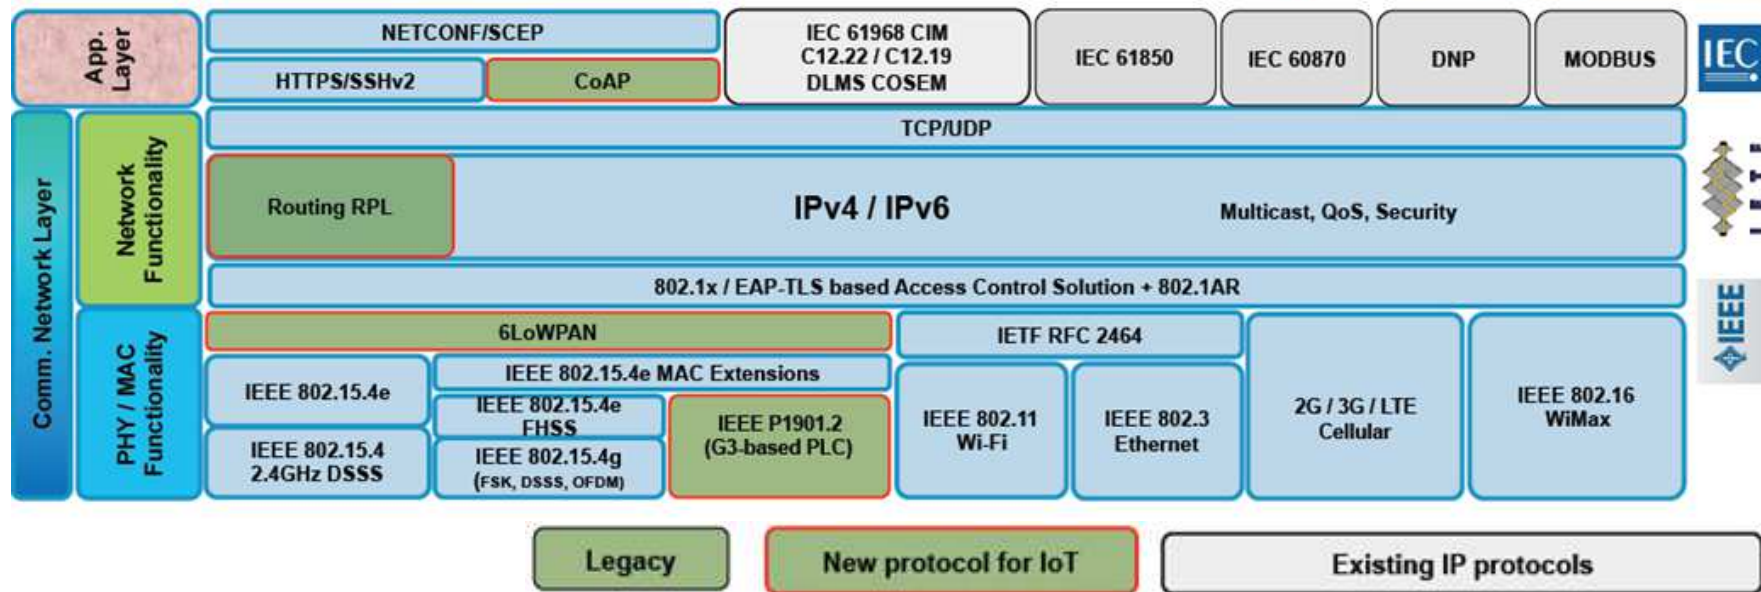 App.
Layer
NETCONF/SCEP
HTTPS/SSHv2
CoAP
IEC 61968 CIM
C12.22 / C12.19
DLMS COSEM
IEC 61850
IEC 60870
DNP
MODBUS
IEC
Comm. Network Layer
Network
Functionality
TCP/UDP
Routing RPL
IPv4 / IPv6
Multicast, QoS, Security
802.1x / EAP-TLS based Access Control Solution + 802.1AR
IEEE
PHY / MAC
Functionality
6LoWPAN
IETF RFC 2464
IEEE 802.15.4e
IEEE 802.15.4e MAC Extensions
IEEE 802.15.4e
FHSS
IEEE 802.15.4
2.4GHz DSSS
IEEE 802.15.4g
(FSK, DSSS, OFDM)
IEEE P1901.2
(G3-based PLC)
IEEE 802.11
Wi-Fi
IEEE 802.3
Ethernet
2G / 3G / LTE
Cellular
IEEE 802.16
WiMax
Legacy
New protocol for IoT
Existing IP protocols